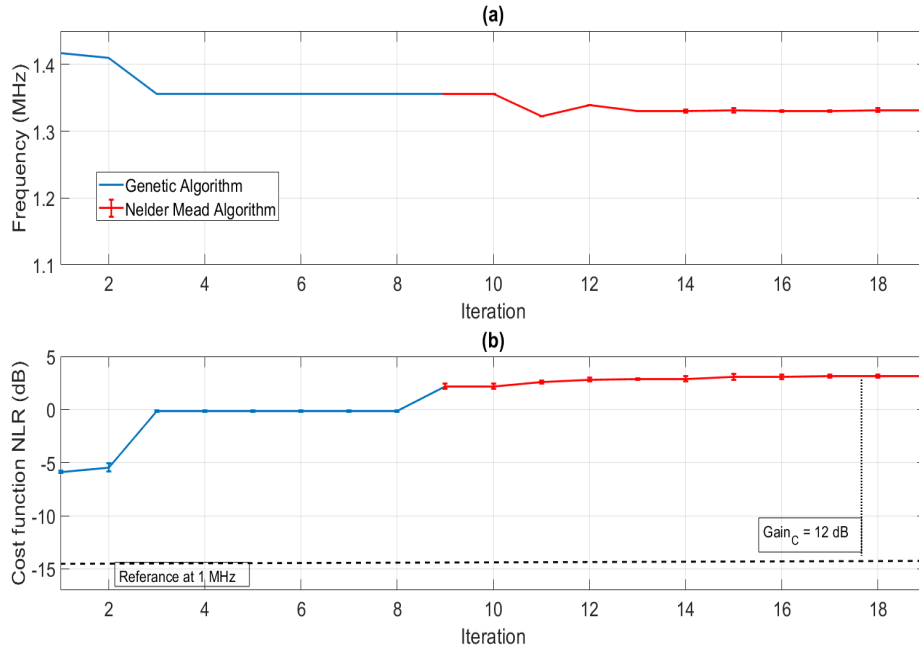 (a)
Frequency (MHz)
1.4
1.3
1.2
1.1
Genetic Algorithm
Nelder Mead Algorithm
2 4 6 8 10 12 14 16 18
Iteration
(b)
Cost function NLR (dB)
5
0
-5
-10
-15
Gain_C = 12 dB
Referance at 1 MHz
2 4 6 8 10 12 14 16 18
Iteration